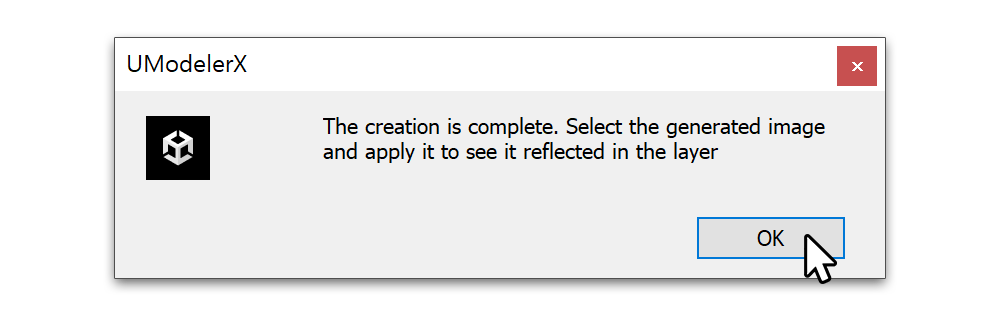 UModelerX
The creation is complete. Select the generated image
and apply it to see it reflected in the layer
OK